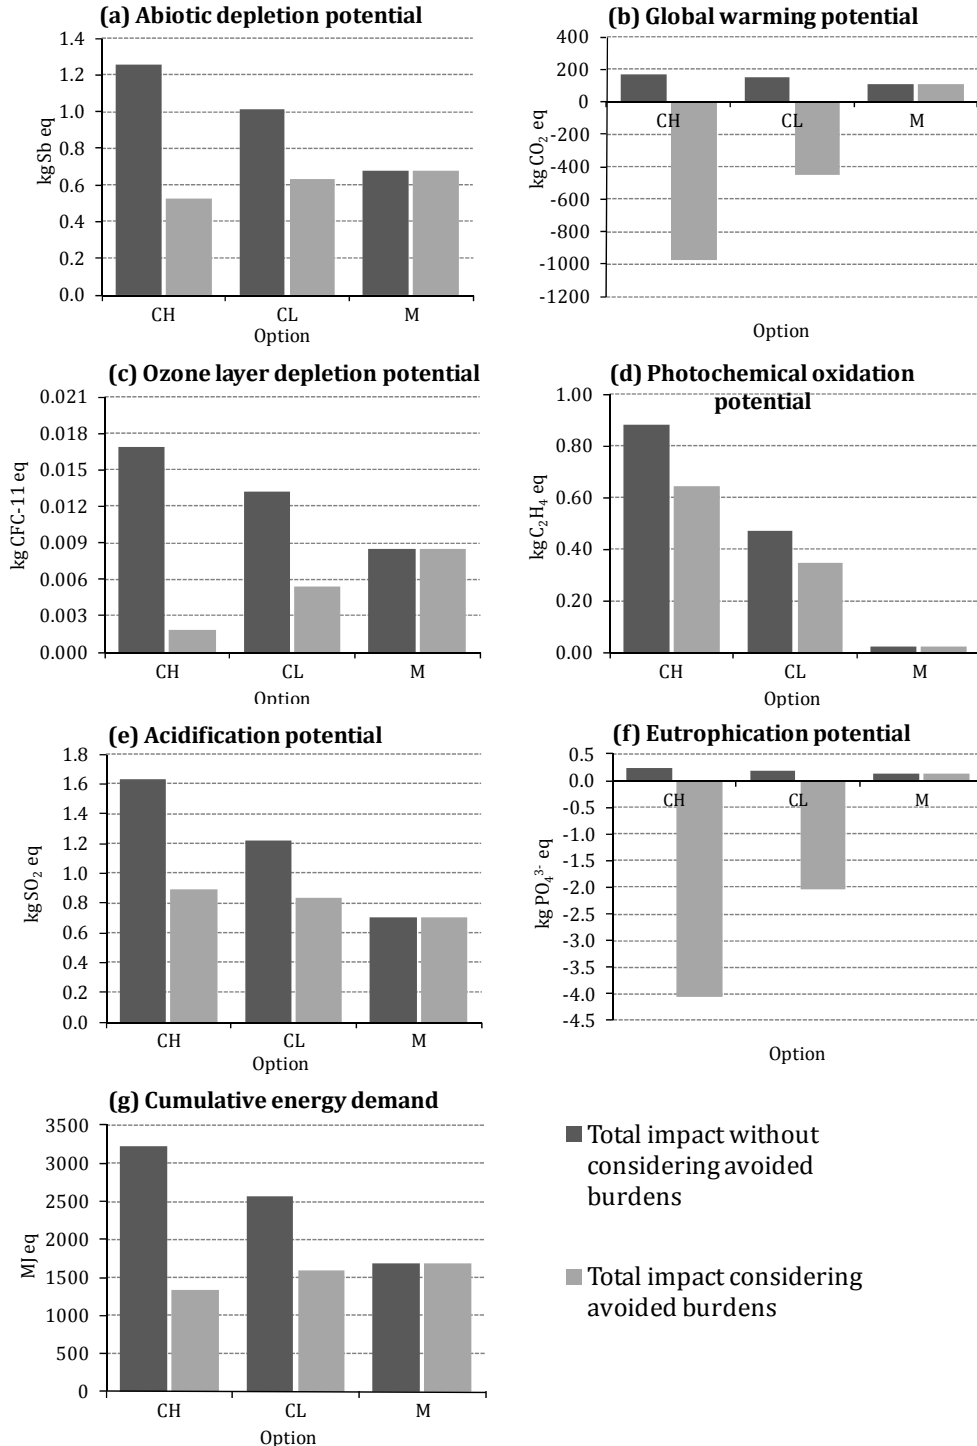 (a) Abiotic depletion potential
1.4
1.2
1.0
0.8
0.6
0.4
0.2
0.0
kg Sb eq
CH CL M
Option
(b) Global warming potential
400
200
0
-200
-400
-600
-800
-1000
-1200
kg CO₂ eq
CH CL M
Option
(c) Ozone layer depletion potential
0.021
0.018
0.015
0.012
0.009
0.006
0.003
0.000
kg CFC-11 eq
CH CL M
Option
(d) Photochemical oxidation
potential
1.00
0.80
0.60
0.40
0.20
0.00
kg C₂H₄ eq
CH CL M
Option
(e) Acidification potential
1.8
1.6
1.4
1.2
1.0
0.8
0.6
0.4
0.2
0.0
kg SO₂ eq
CH CL M
Option
(f) Eutrophication potential
0.5
0.0
-0.5
-1.0
-1.5
-2.0
-2.5
-3.0
-3.5
-4.0
-4.5
kg PO₄³⁻ eq
CH CL M
Option
(g) Cumulative energy demand
3500
3000
2500
2000
1500
1000
500
0
MJ eq
CH CL M
Option
Total impact without
considering avoided
burdens
Total impact considering
avoided burdens